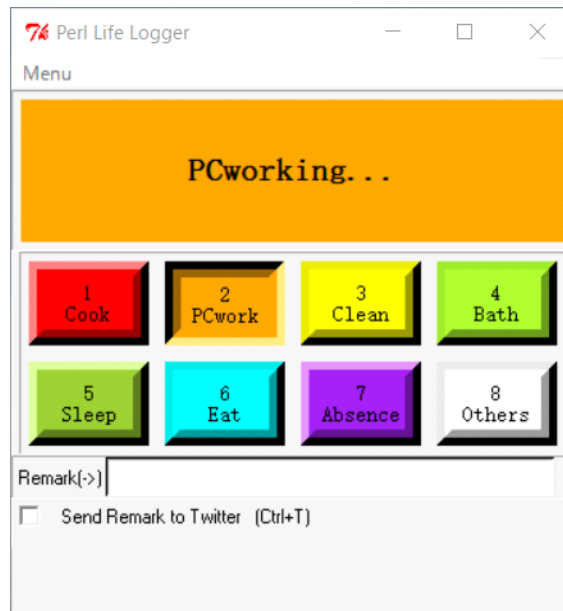 Perl Life Logger
Menu
PCworking...
1
Cook
2
PCwork
3
Clean
4
Bath
5
Sleep
6
Eat
7
Absence
8
Others
Remark(->)
Send Remark to Twitter (Ctrl+T)